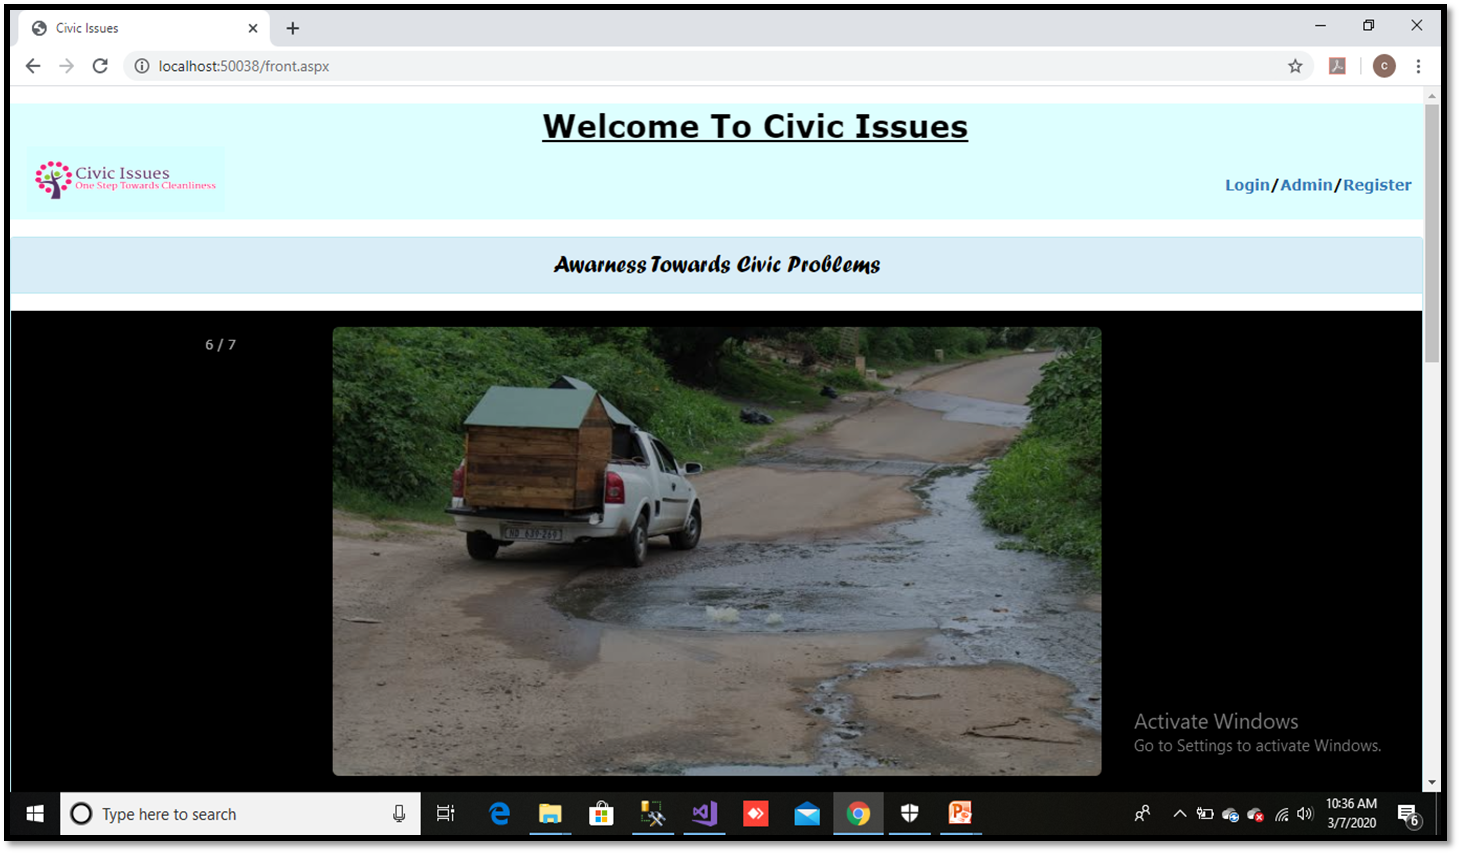 Civic Issues
localhost:50038/front.aspx
C
Welcome To Civic Issues
Civic Issues
One Step Towards Cleanliness
Login/Admin/Register
Awarness Towards Civic Problems
6 / 7
Activate Windows
Go to Settings to activate Windows.
Type here to search
10:36 AM
3/7/2020
6